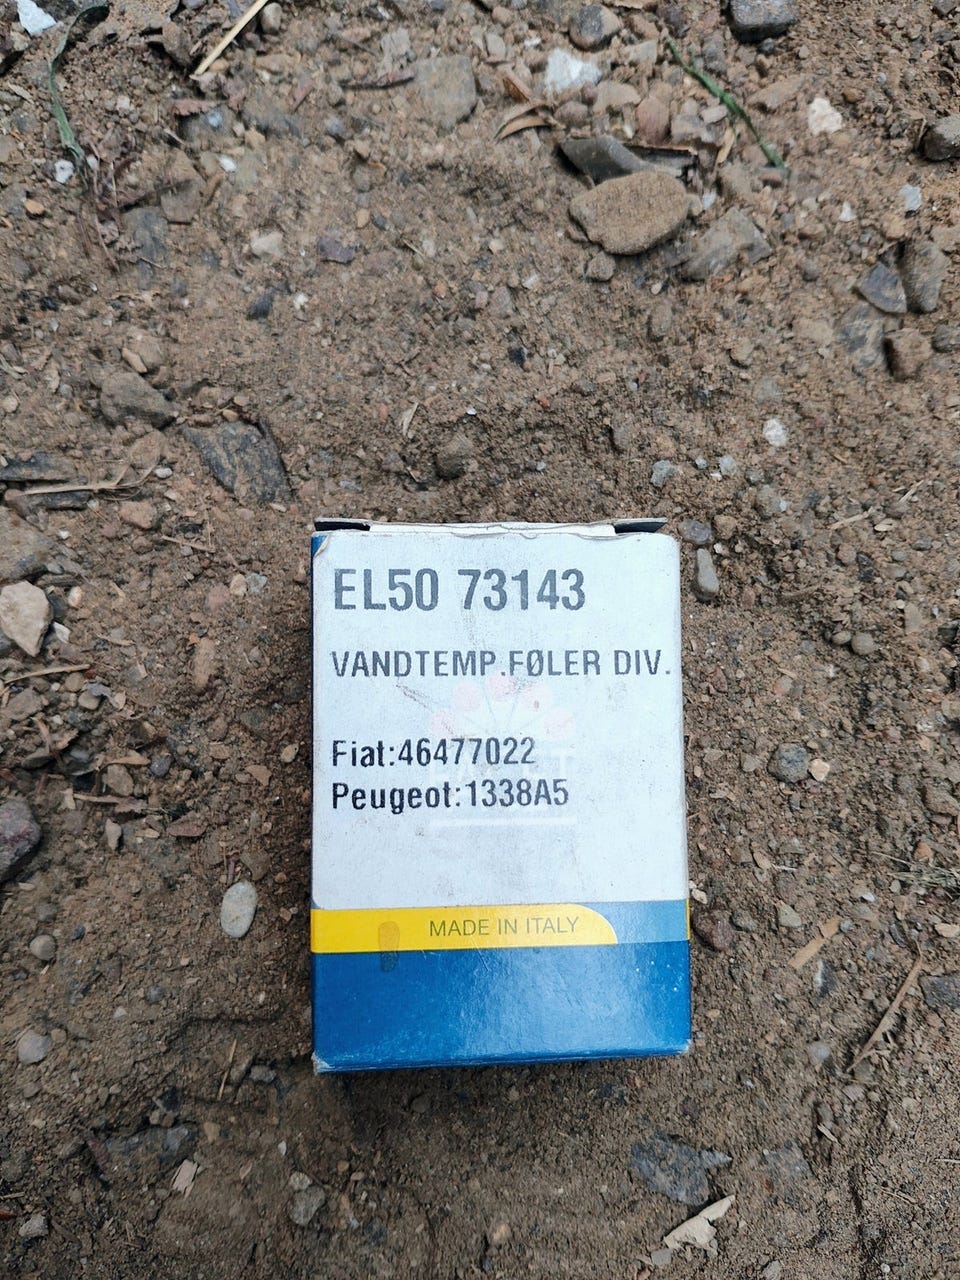 EL50 73143
VANDTEMP.FØLER DIV.
Fiat:46477022
Peugeot:1338A5
MADE IN ITALY